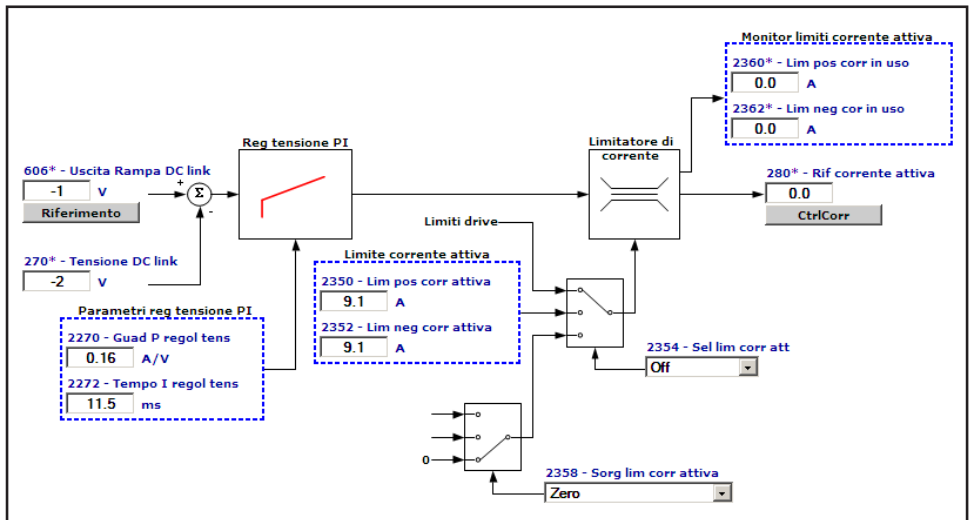 Monitor limiti corrente attiva
2360* - Lim pos corr in uso
0.0 A
2362* - Lim neg cor in uso
0.0 A
Reg tensione PI
Limitatore di
corrente
606* - Uscita Rampa DC link
-1 V
Riferimento
+
Σ
-
280* - Rif corrente attiva
0.0
CtrlCorr
Limiti drive
270* - Tensione DC link
-2 V
Limite corrente attiva
2350 - Lim pos corr attiva
9.1 A
2352 - Lim neg corr attiva
9.1 A
Parametri reg tensione PI
2270 - Guad P regol tens
0.16 A/V
2272 - Tempo I regol tens
11.5 ms
2354 - Sel lim corr att
Off
0
2358 - Sorg lim corr attiva
Zero